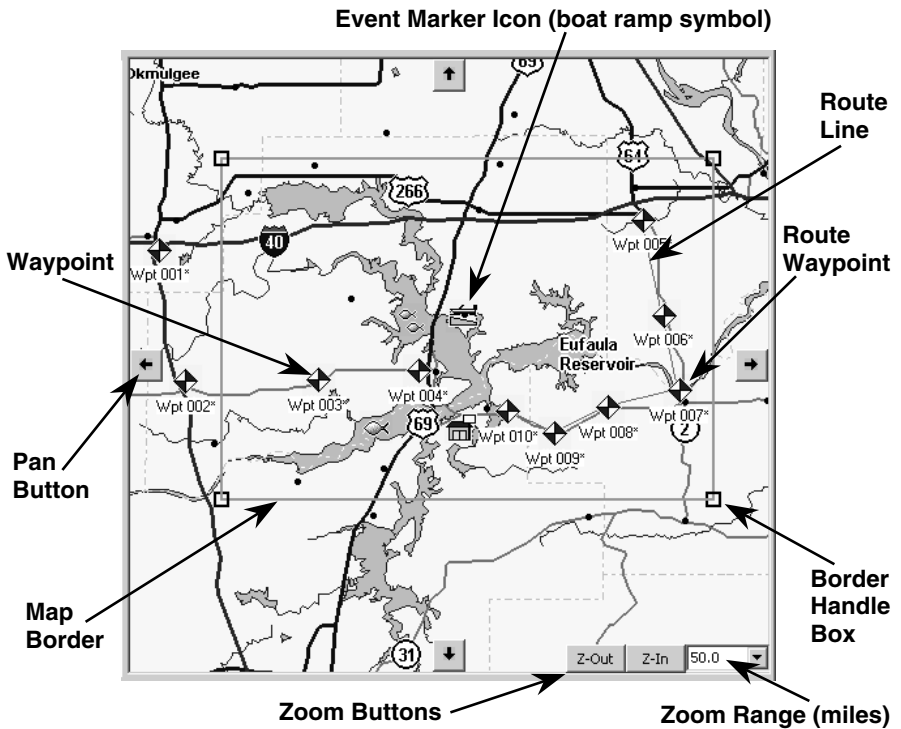 Event Marker Icon (boat ramp symbol)
Okmulgee
69
Route
Line
64
266
Wpt 005*
Route
Waypoint
40
Waypoint
Wpt 001*
Wpt 006*
Eufaula
Reservoir
Wpt 002*
Wpt 003*
Wpt 004*
Wpt 007*
69
Wpt 010*
Wpt 008*
2
Wpt 009*
Pan
Button
Border
Handle
Box
Map
Border
31
Z-Out
Z-In
50.0
Zoom Buttons
Zoom Range (miles)